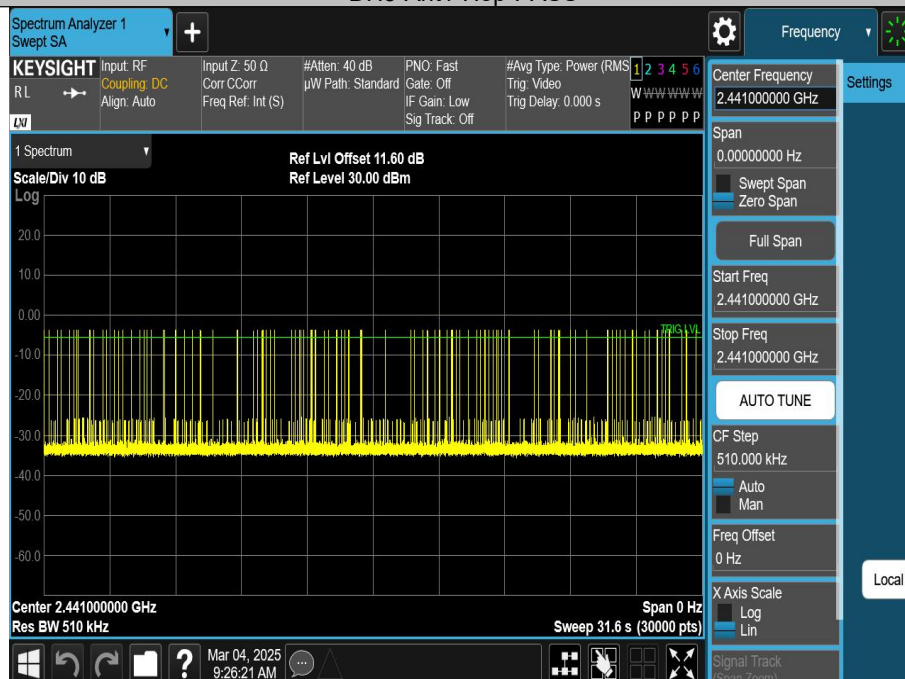 Spectrum Analyzer 1
Swept SA
Frequency
KEYSIGHT
RL
LXI
Input: RF
Coupling: DC
Align: Auto
Input Z: 50 Ω
Corr CCorr
Freq Ref: Int (S)
#Atten: 40 dB
µW Path: Standard
PNO: Fast
Gate: Off
IF Gain: Low
Sig Track: Off
#Avg Type: Power (RMS
Trig: Video
Trig Delay: 0.000 s
1 2 3 4 5 6
W W W W W W
P P P P P P
1 Spectrum
Scale/Div 10 dB
Ref Lvl Offset 11.60 dB
Ref Level 30.00 dBm
Log
20.0
10.0
0.00
TRIG LVL
-10.0
-20.0
-30.0
-40.0
-50.0
-60.0
Center 2.441000000 GHz
Span 0 Hz
Res BW 510 kHz
Sweep 31.6 s (30000 pts)
Center Frequency
2.441000000 GHz
Settings
Span
0.00000000 Hz
Swept Span
Zero Span
Full Span
Start Freq
2.441000000 GHz
Stop Freq
2.441000000 GHz
AUTO TUNE
CF Step
510.000 kHz
Auto
Man
Freq Offset
0 Hz
Local
X Axis Scale
Log
Lin
Signal Track
(Span Zoom)
?
Mar 04, 2025
9:26:21 AM